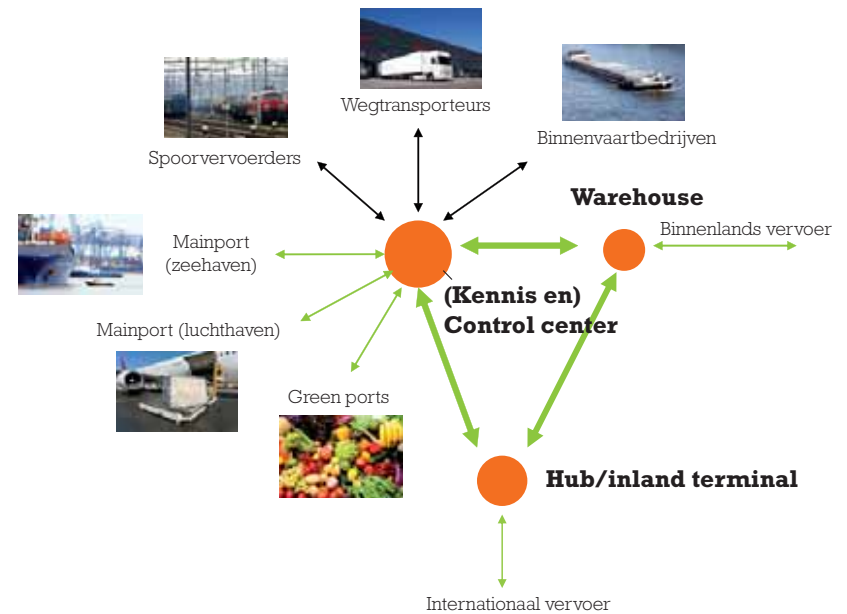 Wegtransporteurs
Spoorvervoerders
Binnenvaartbedrijven
Warehouse
Binnenlands vervoer
Mainport
(zeehaven)
(Kennis en)
Control center
Mainport (luchthaven)
Green ports
Hub/inland terminal
Internationaal vervoer